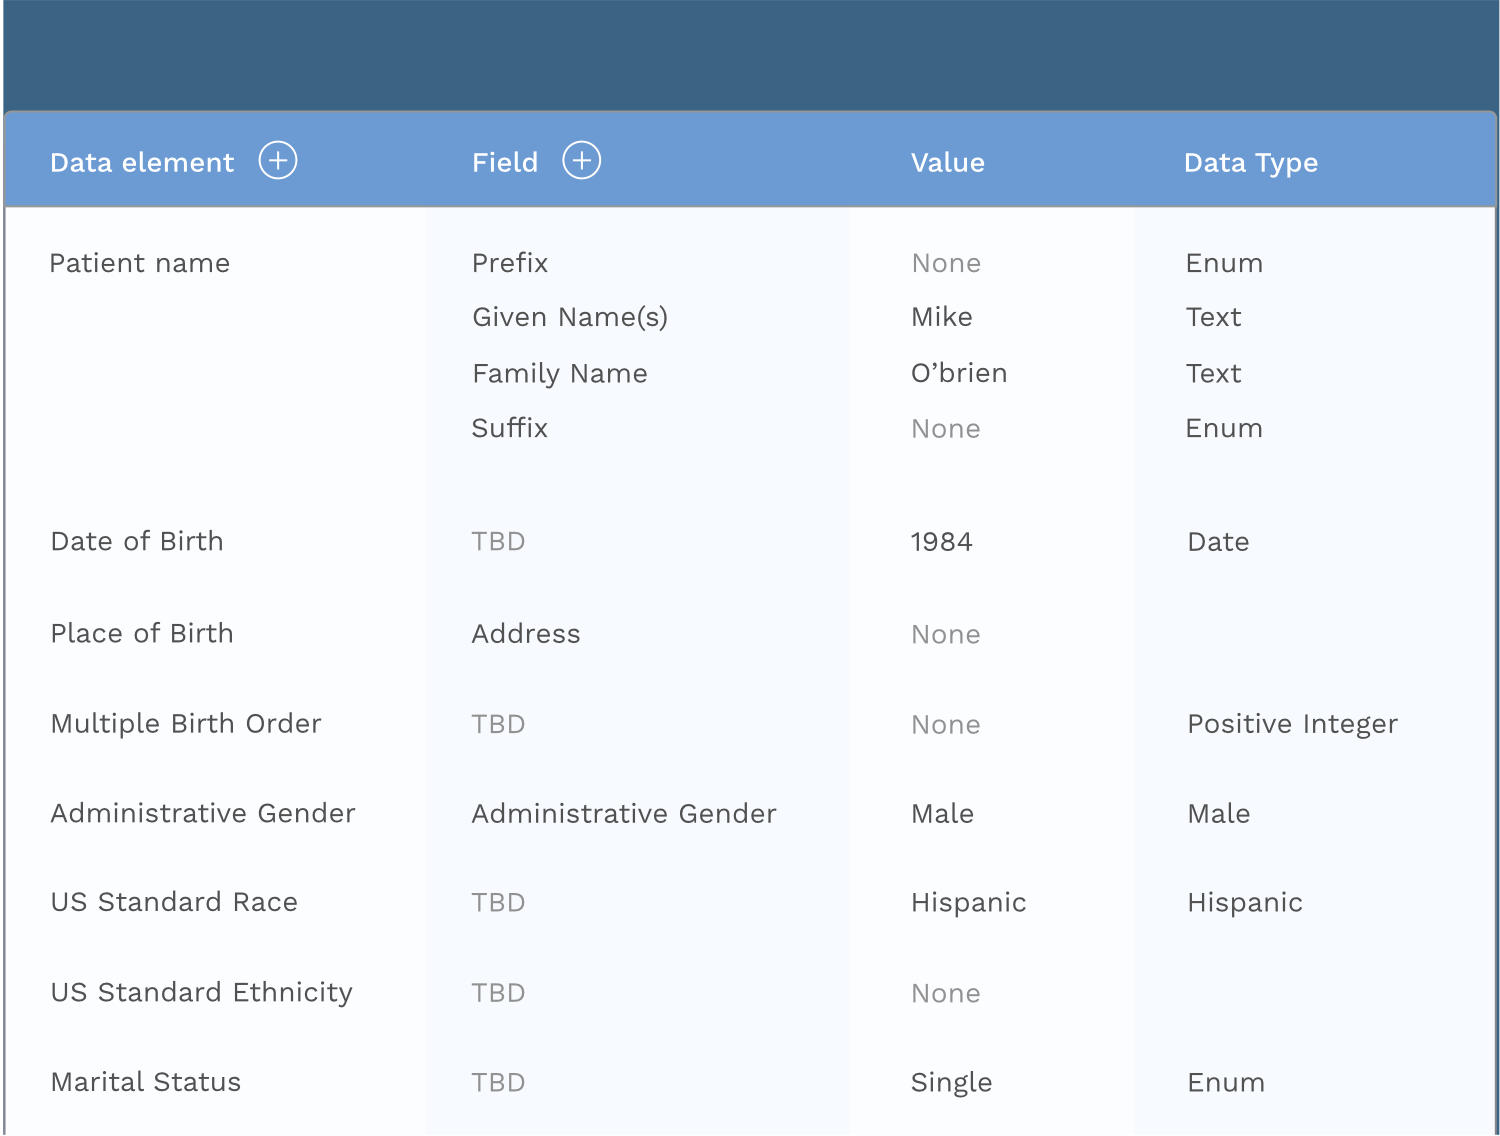 Data element Field Value Data Type
Patient name Prefix None Enum
Given Name(s) Mike Text
Family Name O’brien Text
Suffix None Enum
Date of Birth TBD 1984 Date
Place of Birth Address None
Multiple Birth Order TBD None Positive Integer
Administrative Gender Administrative Gender Male Male
US Standard Race TBD Hispanic Hispanic
US Standard Ethnicity TBD None
Marital Status TBD Single Enum